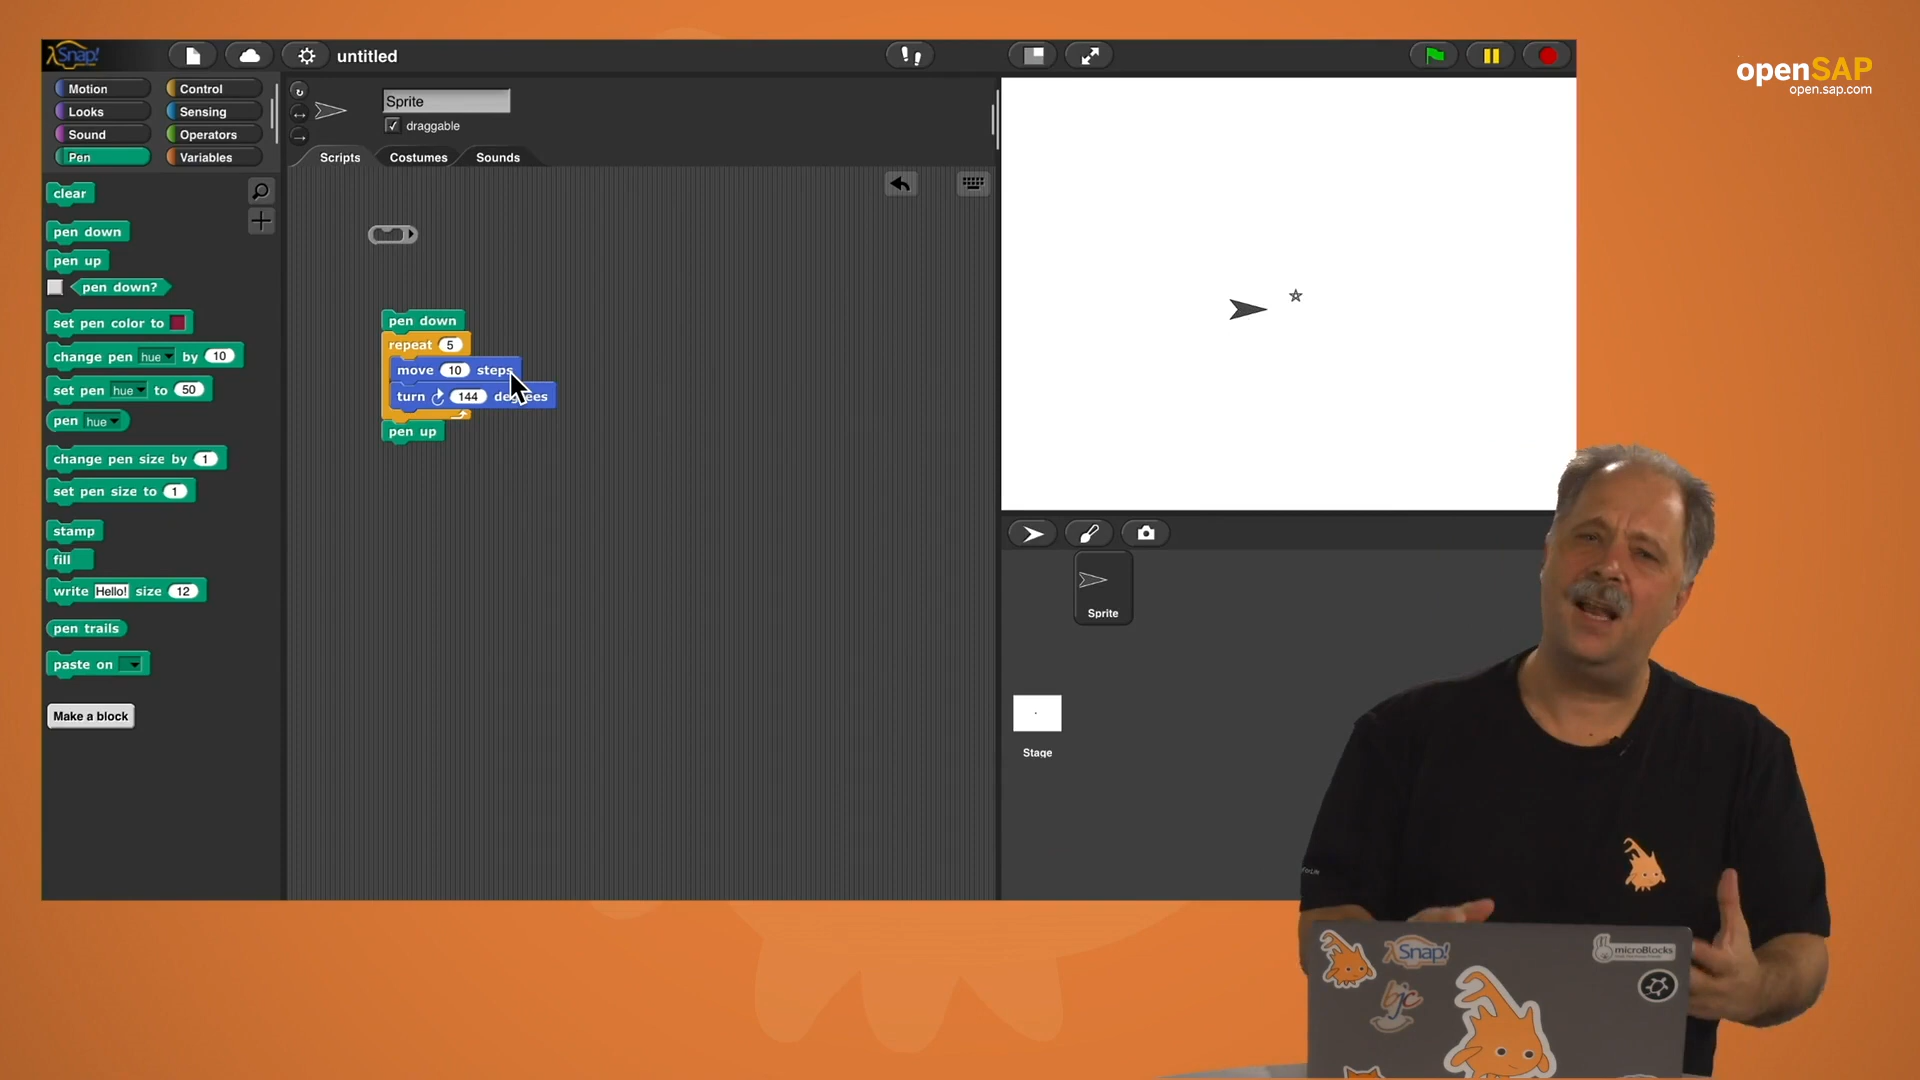 λSnap!
untitled
openSAP
open.sap.com
Motion
Control
Looks
Sensing
Sound
Operators
Pen
Variables
Sprite
draggable
Scripts
Costumes
Sounds
clear
pen down
pen up
pen down?
set pen color to
change pen hue by 10
set pen hue to 50
pen hue
change pen size by 1
set pen size to 1
stamp
fill
write Hello! size 12
pen trails
paste on
Make a block
pen down
repeat 5
move 10 steps
turn 144 degrees
pen up
Sprite
Stage
λSnap!
microBlocks
bjc